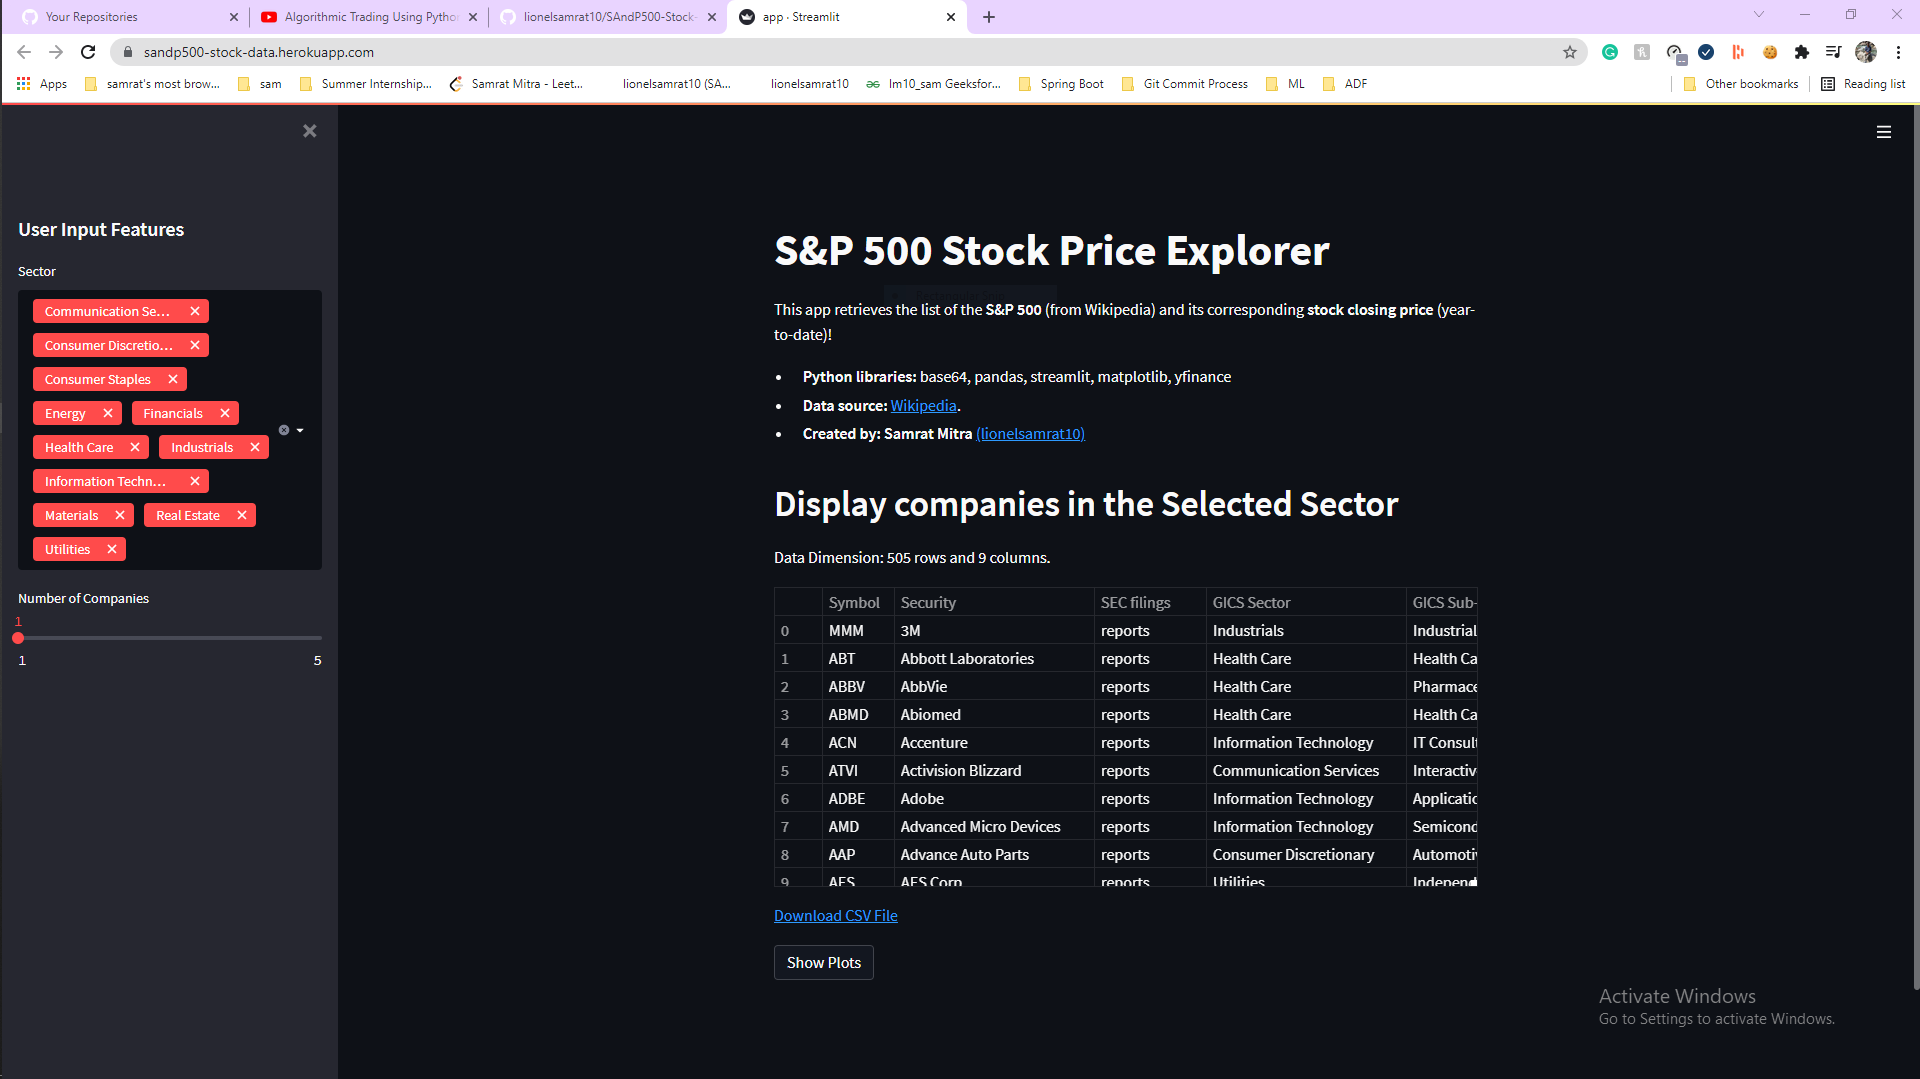 Your Repositories
Algorithmic Trading Using Pytho
lionelsamrat10/SAndP500-Stock-
app · Streamlit
sandp500-stock-data.herokuapp.com
Apps
samrat's most brow...
sam
Summer Internship...
Samrat Mitra - Leet...
lionelsamrat10 (SA...
lionelsamrat10
lm10_sam Geeksfor...
Spring Boot
Git Commit Process
ML
ADF
Other bookmarks
Reading list
User Input Features
Sector
Communication Se...
Consumer Discretio...
Consumer Staples
Energy Financials
Health Care Industrials
Information Techn...
Materials Real Estate
Utilities
Number of Companies
1
1 5
S&P 500 Stock Price Explorer
This app retrieves the list of the S&P 500 (from Wikipedia) and its corresponding stock closing price (year-
to-date)!
• Python libraries: base64, pandas, streamlit, matplotlib, yfinance
• Data source: Wikipedia.
• Created by: Samrat Mitra (lionelsamrat10)
Display companies in the Selected Sector
Data Dimension: 505 rows and 9 columns.
Symbol Security SEC filings GICS Sector GICS Sub-
0 MMM 3M reports Industrials Industrial
1 ABT Abbott Laboratories reports Health Care Health Ca
2 ABBV AbbVie reports Health Care Pharmace
3 ABMD Abiomed reports Health Care Health Ca
4 ACN Accenture reports Information Technology IT Consult
5 ATVI Activision Blizzard reports Communication Services Interactiv
6 ADBE Adobe reports Information Technology Applicatio
7 AMD Advanced Micro Devices reports Information Technology Semicond
8 AAP Advance Auto Parts reports Consumer Discretionary Automotiv
9 AES AES Corp reports Utilities Independ
Download CSV File
Show Plots
Activate Windows
Go to Settings to activate Windows.